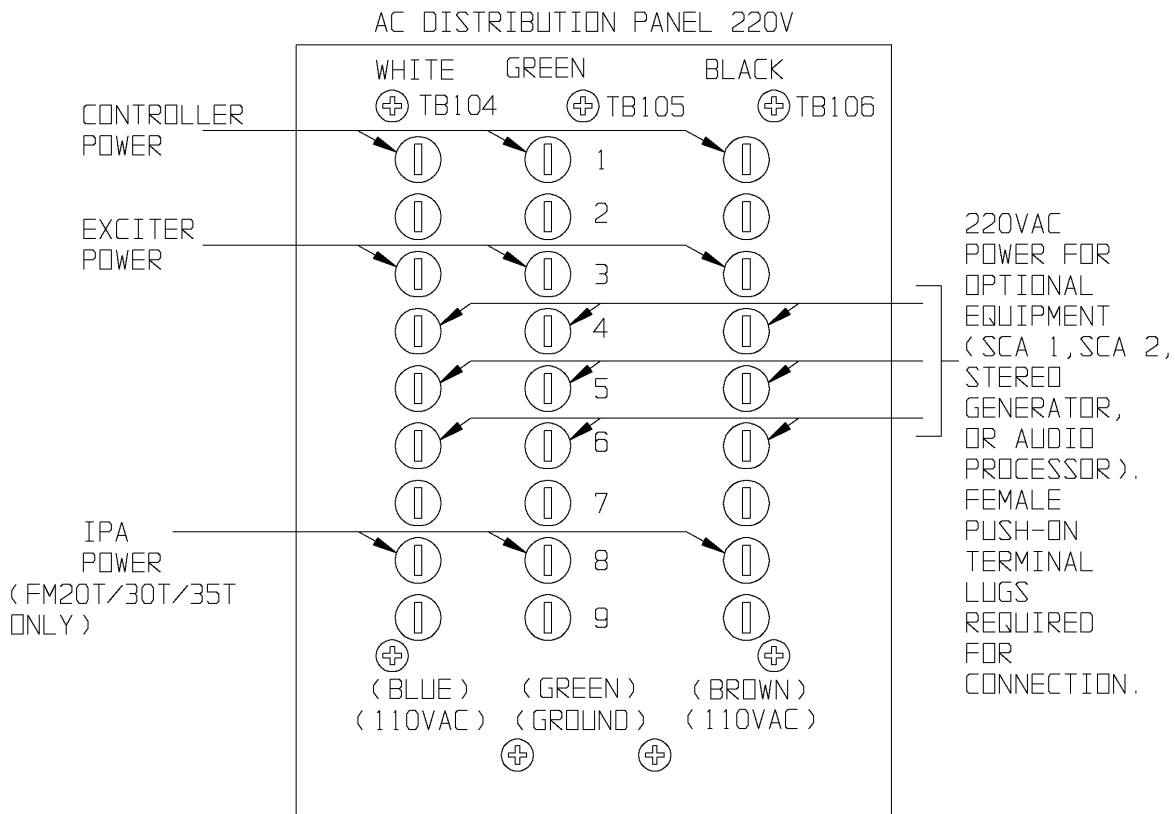 AC DISTRIBUTION PANEL 220V
WHITE GREEN BLACK
TB104 TB105 TB106
CONTROLLER
POWER
EXCITER
POWER
IPA
POWER
(FM20T/30T/35T
ONLY)
1
2
3
4
5
6
7
8
9
(BLUE) (GREEN) (BROWN)
(110VAC) (GROUND) (110VAC)
220VAC
POWER FOR
OPTIONAL
EQUIPMENT
(SCA 1,SCA 2,
STEREO
GENERATOR,
OR AUDIO
PROCESSOR).
FEMALE
PUSH-ON
TERMINAL
LUGS
REQUIRED
FOR
CONNECTION.